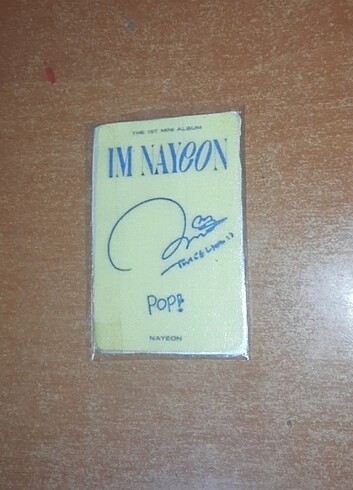 THE 1ST MINI ALBUM
IM NAYEON
POP!
NAYEON